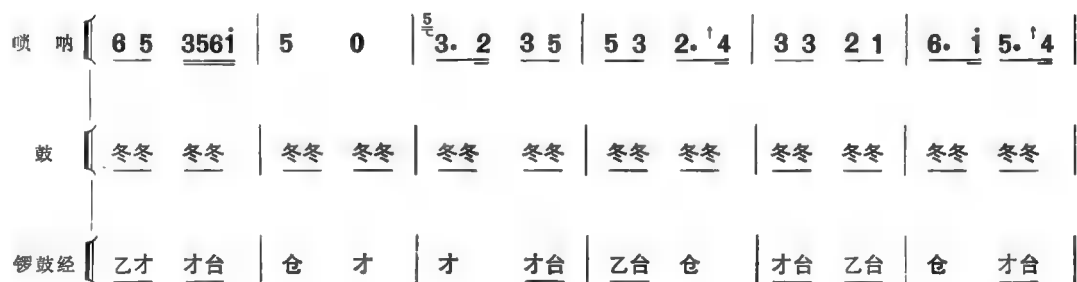 唢呐 6 5 3561̇ | 5 0 | 5 3. 2 3 5 | 5 3 2. ↑4 | 3 3 2 1 | 6. 1̇ 5. ↑4 |
鼓 冬冬 冬冬 | 冬冬 冬冬 | 冬冬 冬冬 | 冬冬 冬冬 | 冬冬 冬冬 | 冬冬 冬冬 |
锣鼓经 乙才 才台 | 仓 才 | 才 才台 | 乙台 仓 | 才台 乙台 | 仓 才台 |